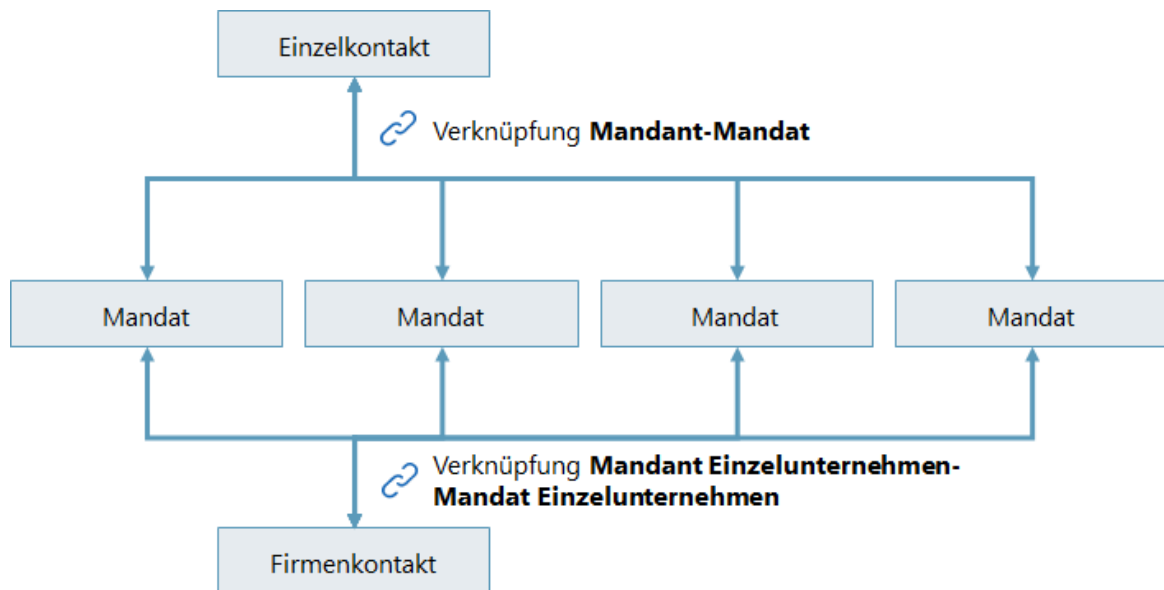 Einzelkontakt
Verknüpfung Mandant-Mandat
Mandat
Mandat
Mandat
Mandat
Verknüpfung Mandant Einzelunternehmen-
Mandat Einzelunternehmen
Firmenkontakt